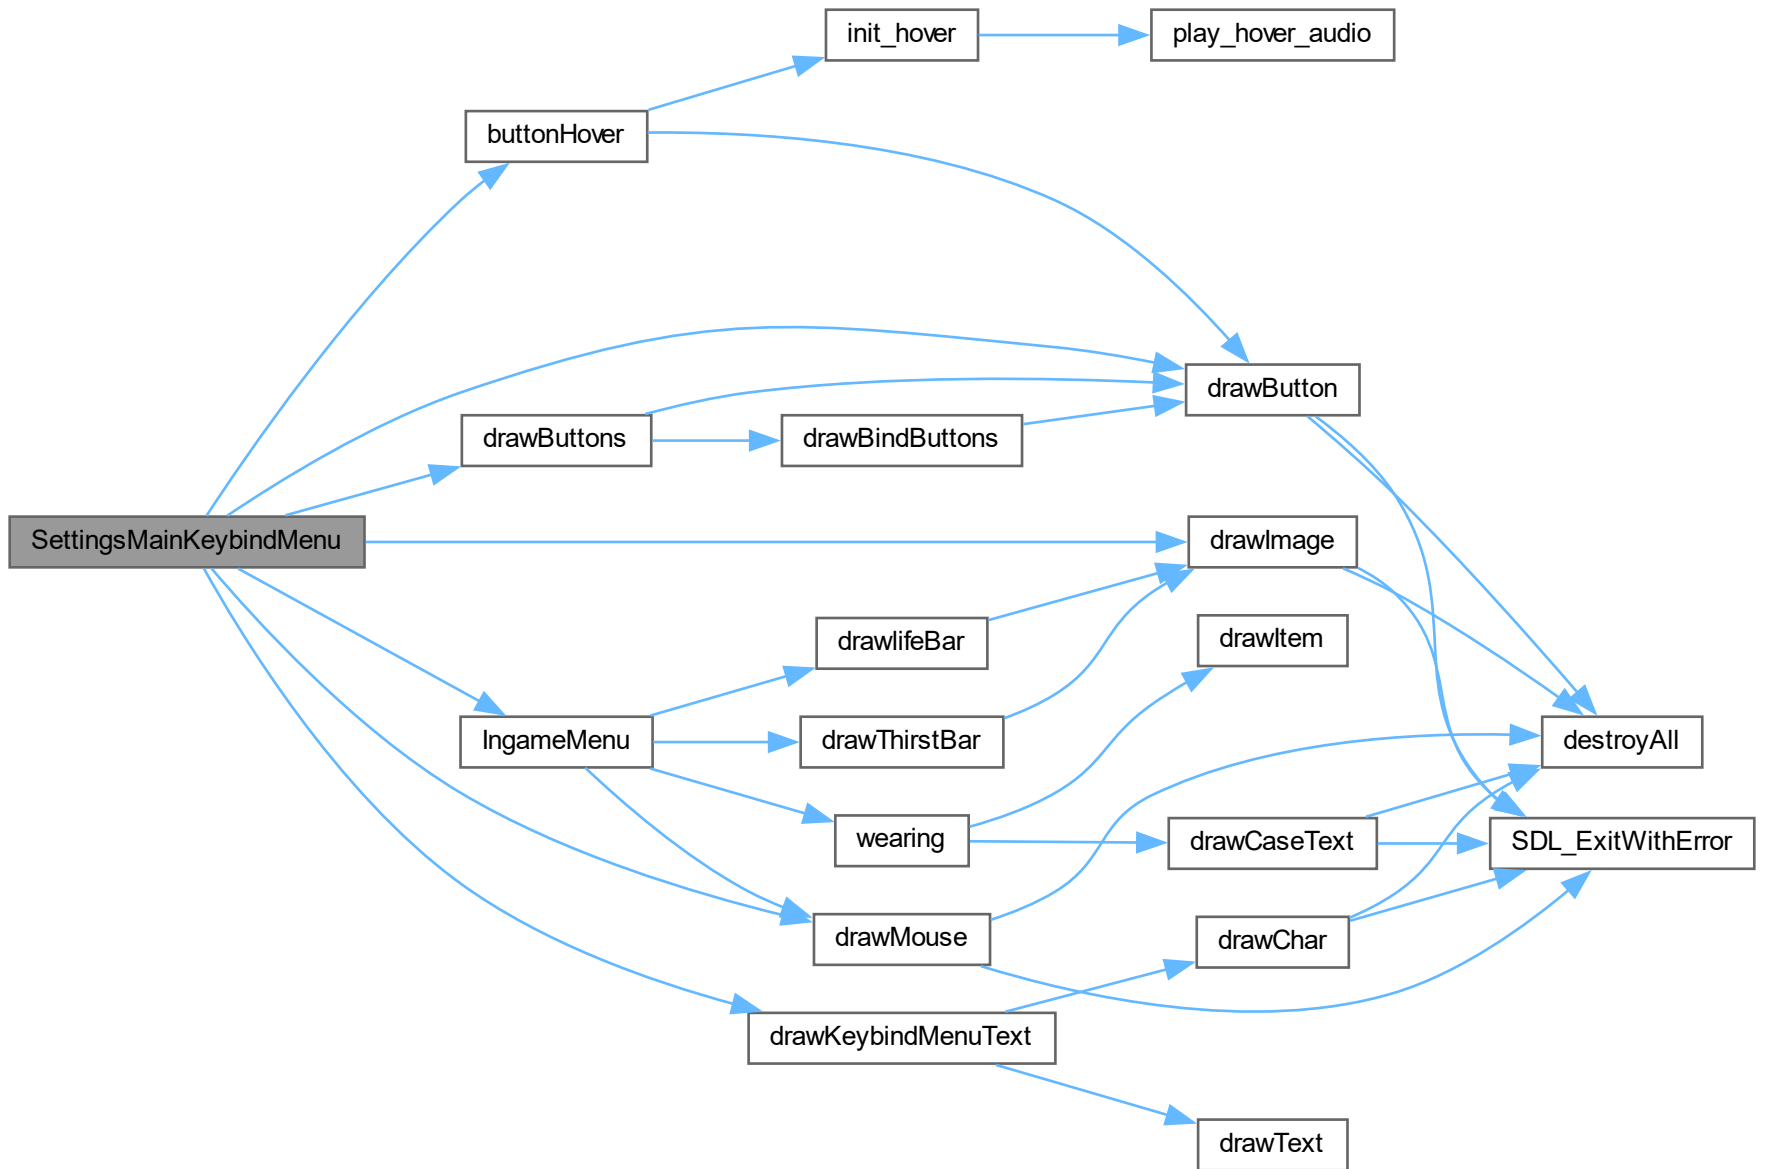 init_hover
play_hover_audio
buttonHover
drawButton
drawButtons
drawBindButtons
SettingsMainKeybindMenu
drawImage
drawlifeBar
drawItem
IngameMenu
drawThirstBar
destroyAll
wearing
drawCaseText
SDL_ExitWithError
drawMouse
drawChar
drawKeybindMenuText
drawText